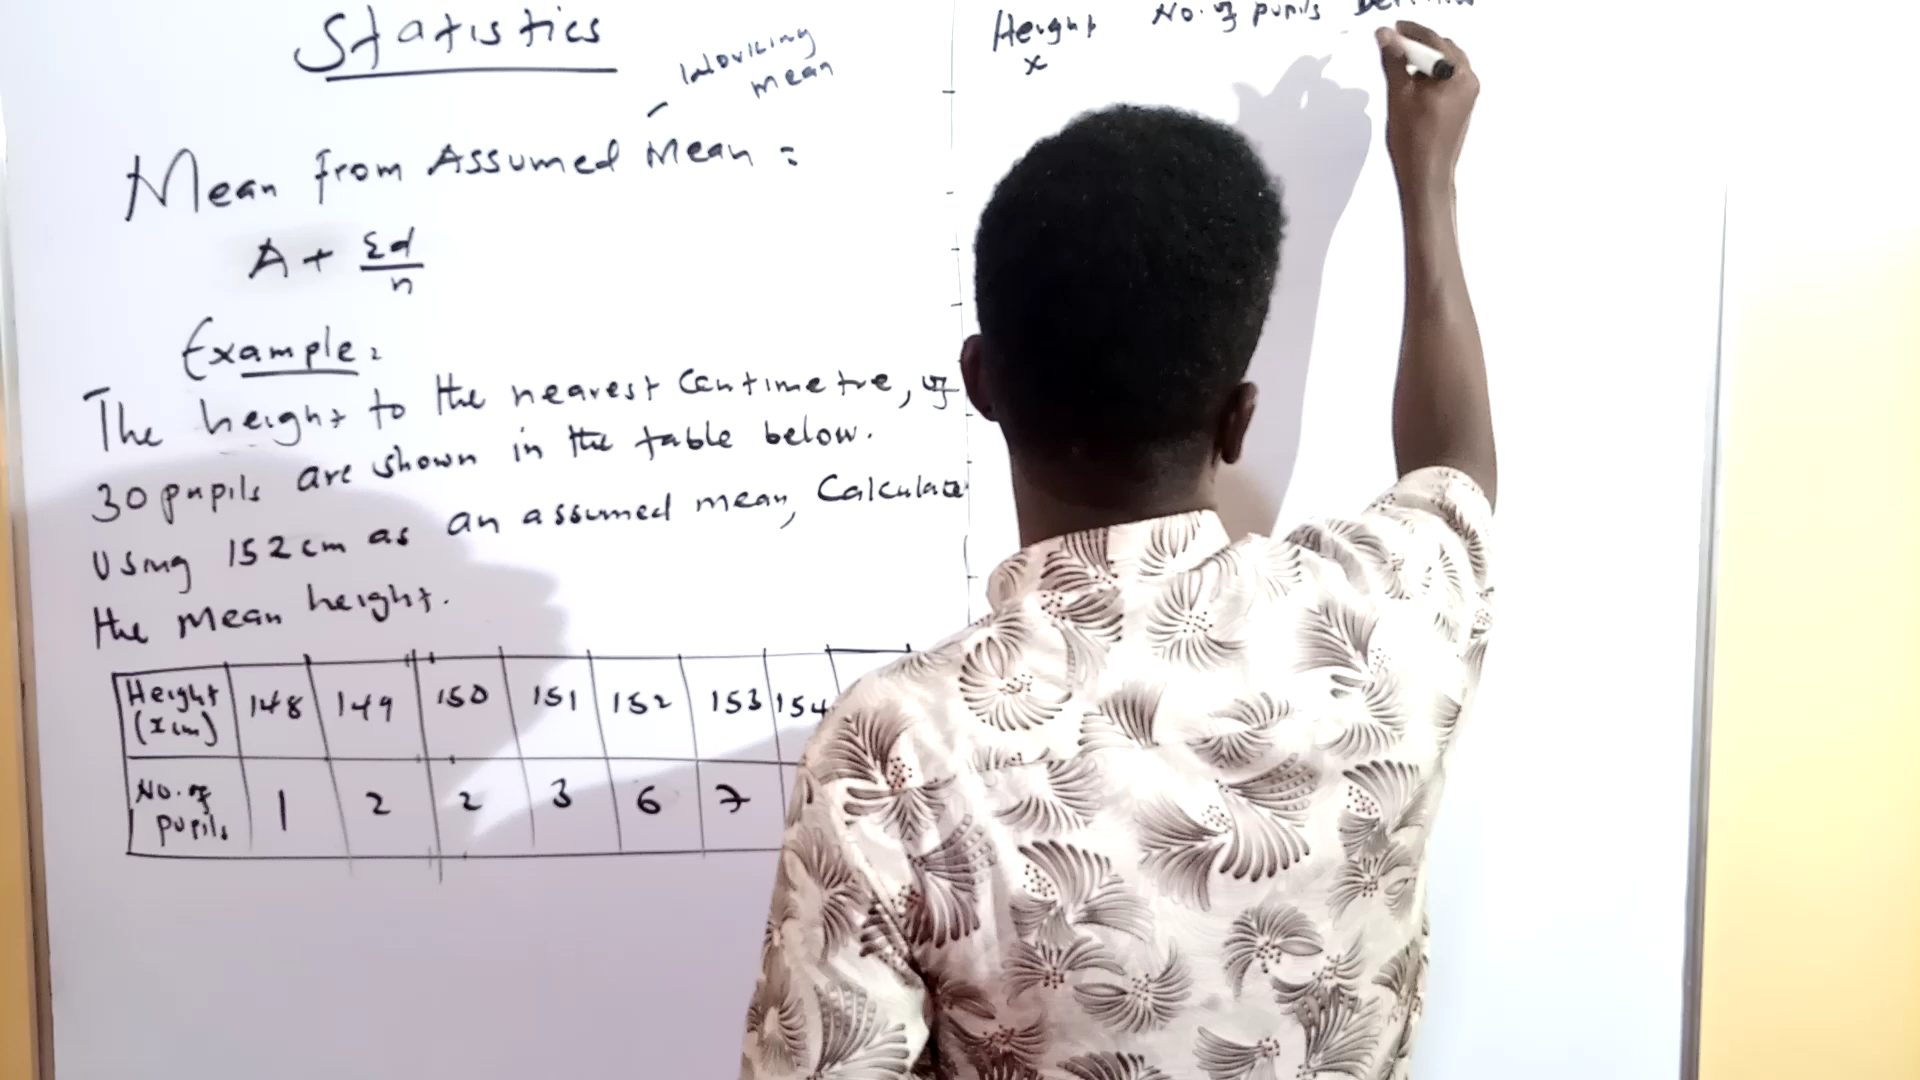 Statistics
Working
mean
Mean from Assumed Mean =
A + Σd
n
Example:
The height to the nearest Centimetre, of
30 pupils are shown in the table below.
Using 152cm as an assumed mean, Calculate
the mean height.
Height (x cm) 148 149 150 151 152 153 154
No. of pupils 1 2 2 3 6 7
Height No. of pupils
x